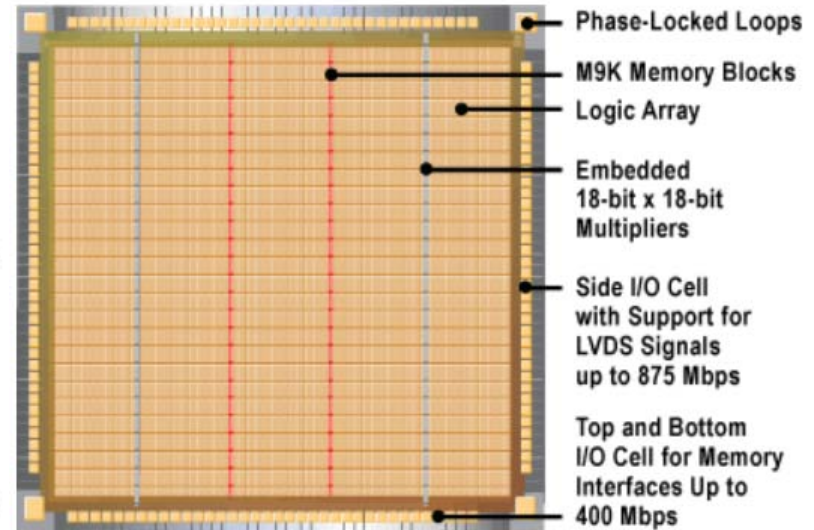 Phase-Locked Loops
M9K Memory Blocks
Logic Array
Embedded
18-bit x 18-bit
Multipliers
Side I/O Cell
with Support for
LVDS Signals
up to 875 Mbps
Top and Bottom
I/O Cell for Memory
Interfaces Up to
400 Mbps